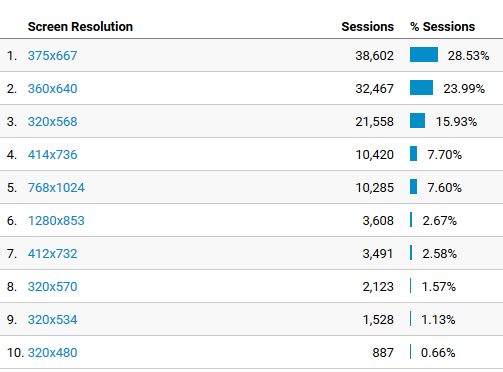 Screen Resolution Sessions % Sessions
1. 375x667 38,602 28.53%
2. 360x640 32,467 23.99%
3. 320x568 21,558 15.93%
4. 414x736 10,420 7.70%
5. 768x1024 10,285 7.60%
6. 1280x853 3,608 2.67%
7. 412x732 3,491 2.58%
8. 320x570 2,123 1.57%
9. 320x534 1,528 1.13%
10. 320x480 887 0.66%